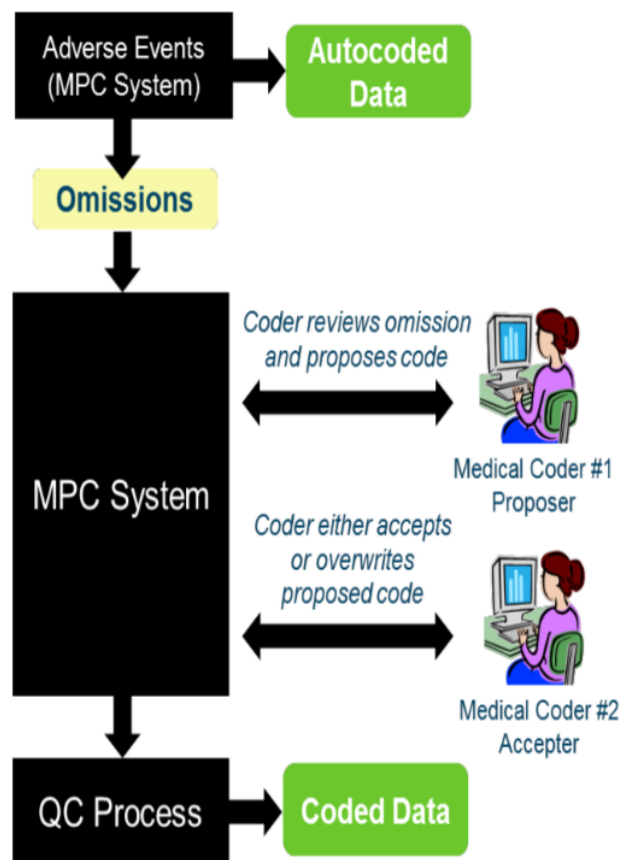 Adverse Events
(MPC System)
Autocoded
Data
Omissions
MPC System
Coder reviews omission
and proposes code
Medical Coder #1
Proposer
Coder either accepts
or overwrites
proposed code
Medical Coder #2
Accepter
QC Process
Coded Data